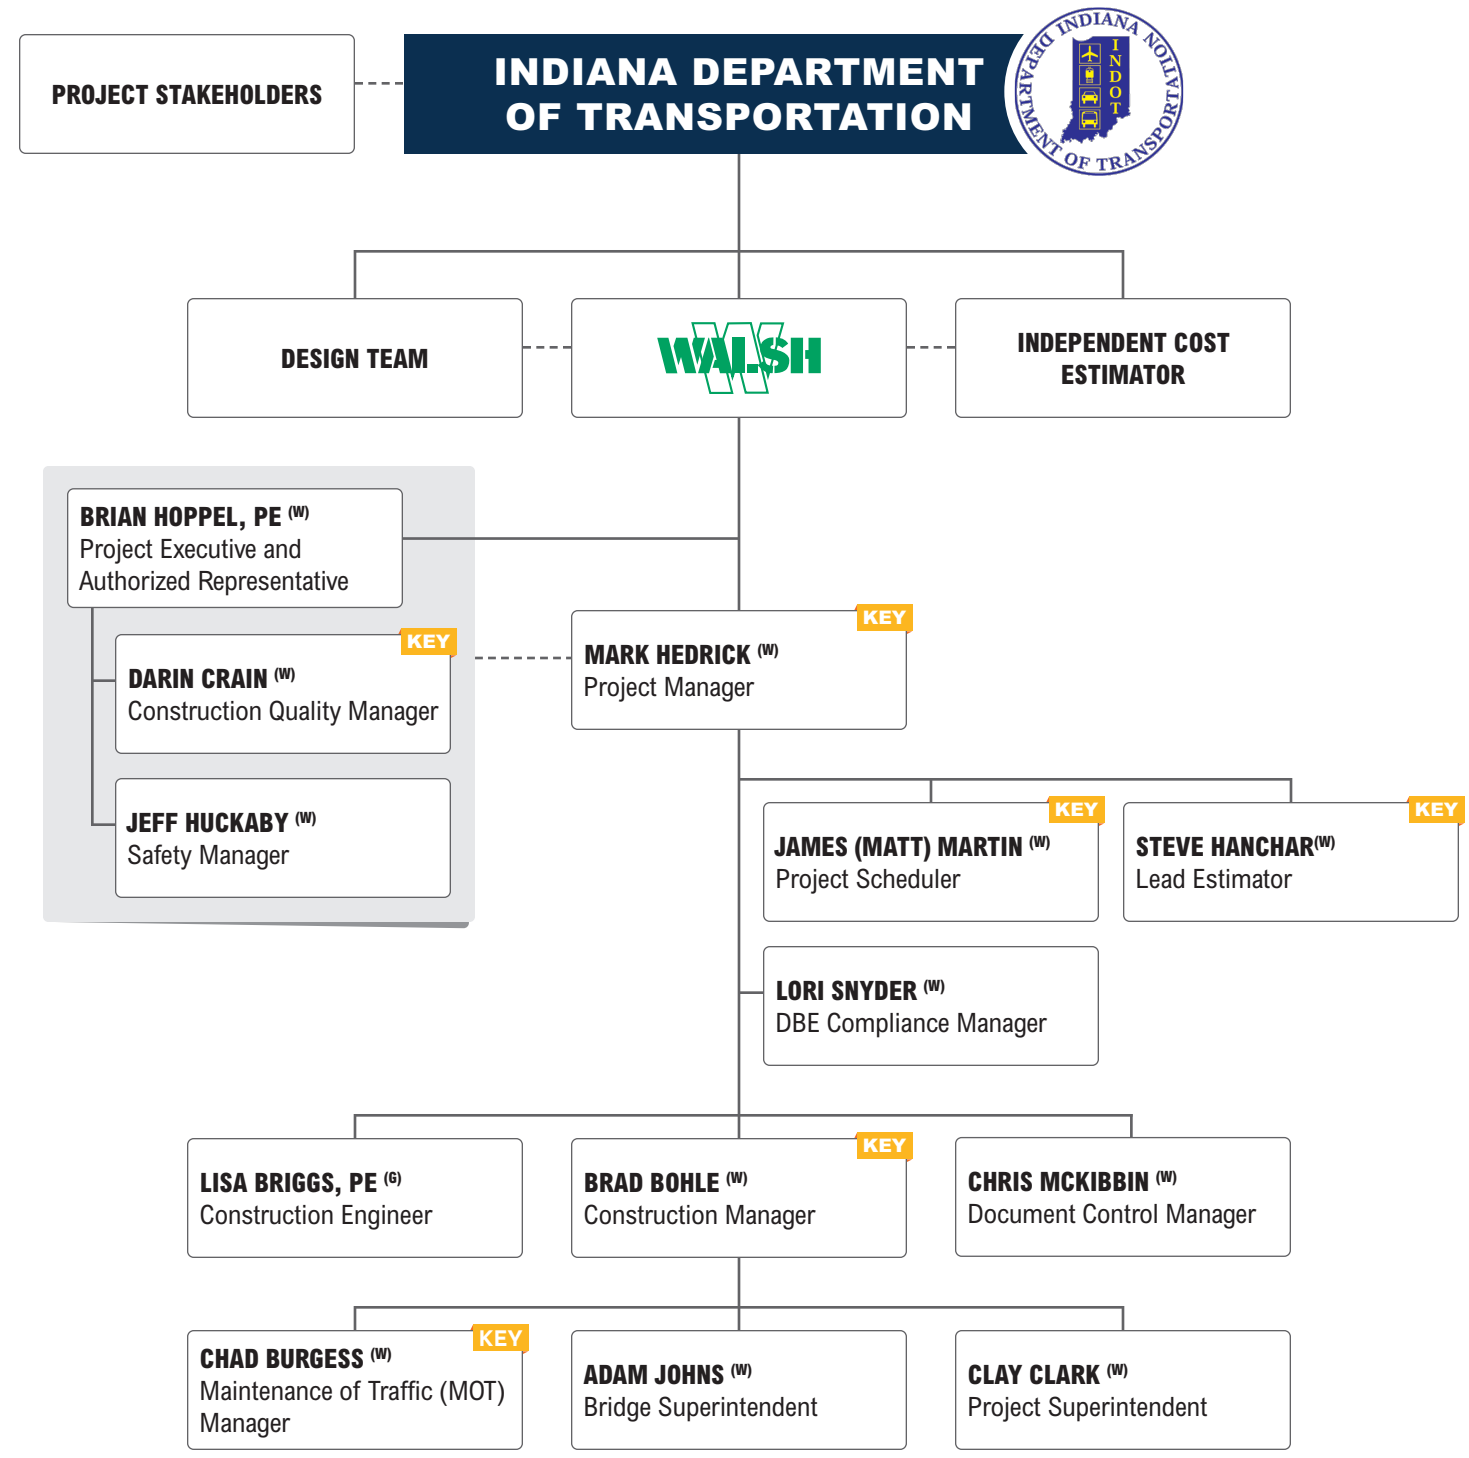 PROJECT STAKEHOLDERS
INDIANA DEPARTMENT
OF TRANSPORTATION
INDIANA DEPARTMENT OF TRANSPORTATION
INDOT
DESIGN TEAM
WALSH
INDEPENDENT COST
ESTIMATOR
BRIAN HOPPEL, PE (W)
Project Executive and
Authorized Representative
KEY
DARIN CRAIN (W)
Construction Quality Manager
JEFF HUCKABY (W)
Safety Manager
KEY
MARK HEDRICK (W)
Project Manager
KEY
JAMES (MATT) MARTIN (W)
Project Scheduler
KEY
STEVE HANCHAR(W)
Lead Estimator
LORI SNYDER (W)
DBE Compliance Manager
LISA BRIGGS, PE (G)
Construction Engineer
KEY
BRAD BOHLE (W)
Construction Manager
CHRIS MCKIBBIN (W)
Document Control Manager
KEY
CHAD BURGESS (W)
Maintenance of Traffic (MOT)
Manager
ADAM JOHNS (W)
Bridge Superintendent
CLAY CLARK (W)
Project Superintendent